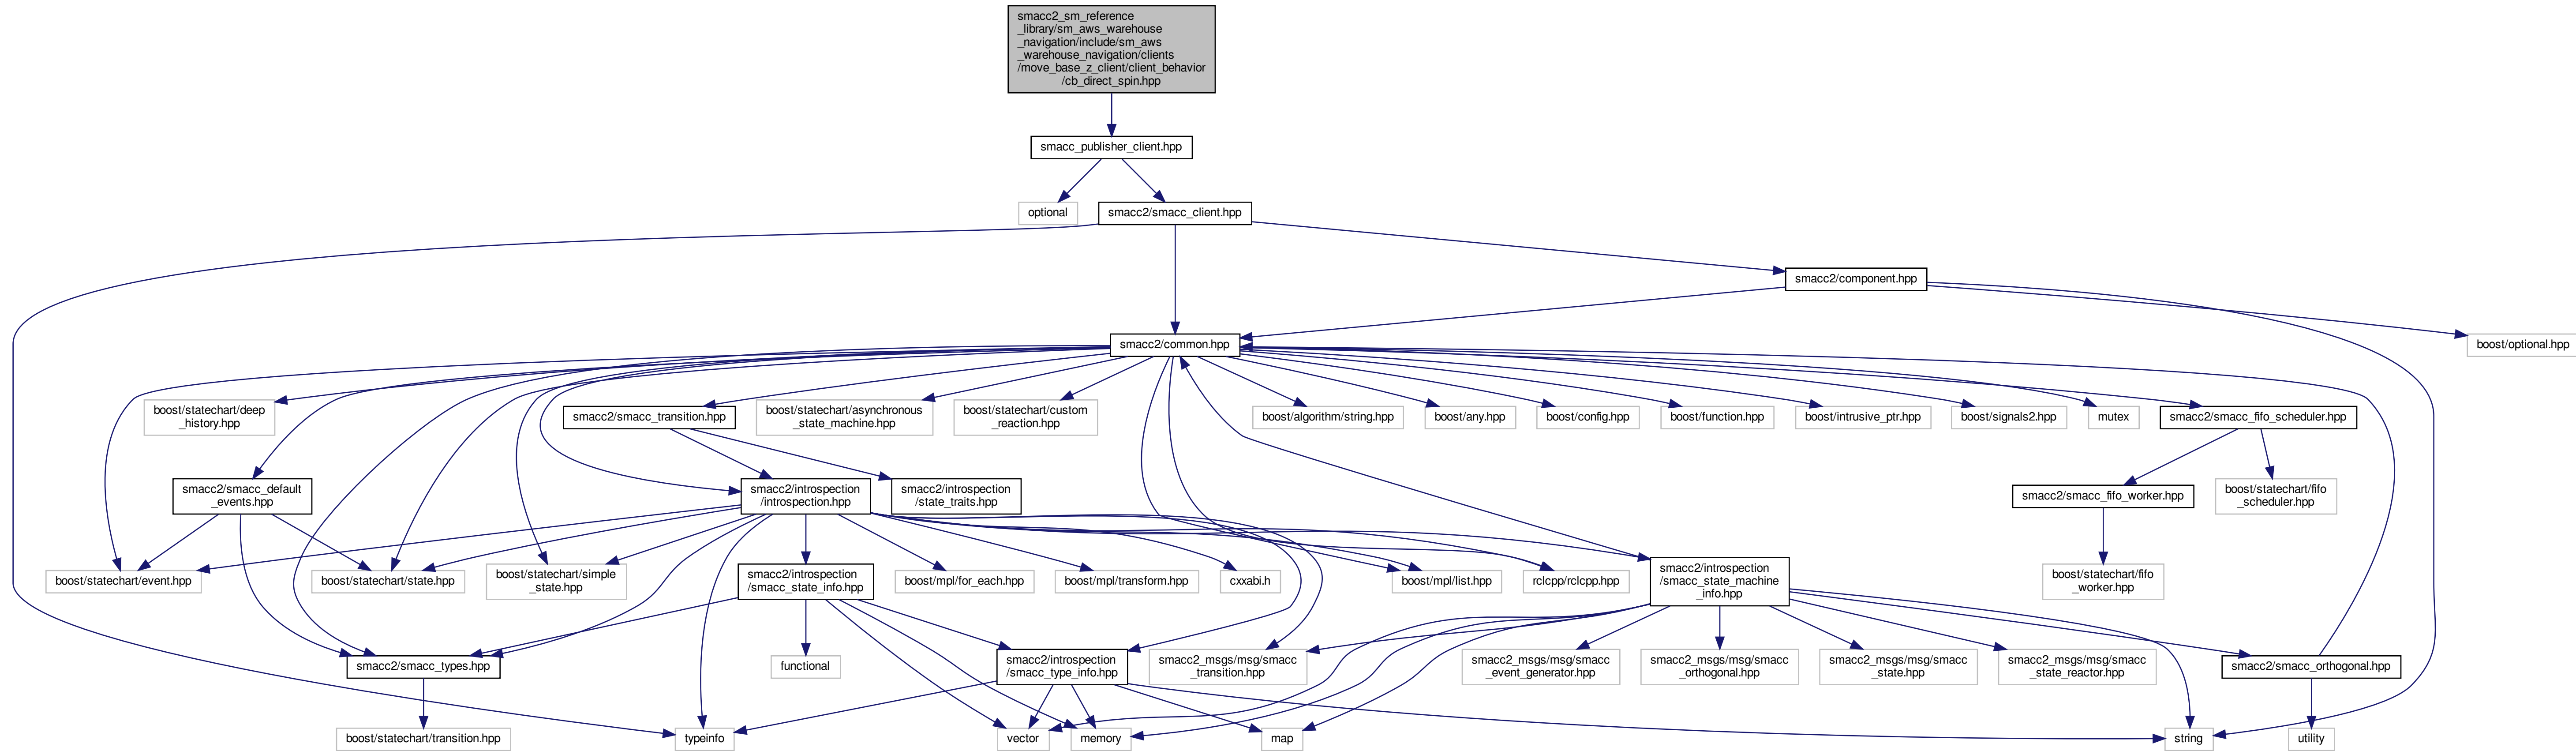 smacc2_sm_reference
_library/sm_aws_warehouse
_navigation/include/sm_aws
_warehouse_navigation/clients
/move_base_z_client/client_behavior
/cb_direct_spin.hpp
smacc_publisher_client.hpp
optional
smacc2/smacc_client.hpp
smacc2/component.hpp
smacc2/common.hpp
boost/optional.hpp
boost/statechart/deep
_history.hpp
smacc2/smacc_transition.hpp
boost/statechart/asynchronous
_state_machine.hpp
boost/statechart/custom
_reaction.hpp
boost/algorithm/string.hpp
boost/any.hpp
boost/config.hpp
boost/function.hpp
boost/intrusive_ptr.hpp
boost/signals2.hpp
mutex
smacc2/smacc_fifo_scheduler.hpp
smacc2/smacc_default
_events.hpp
smacc2/introspection
/introspection.hpp
smacc2/introspection
/state_traits.hpp
smacc2/smacc_fifo_worker.hpp
boost/statechart/fifo
_scheduler.hpp
boost/statechart/event.hpp
boost/statechart/state.hpp
boost/statechart/simple
_state.hpp
smacc2/introspection
/smacc_state_info.hpp
boost/mpl/for_each.hpp
boost/mpl/transform.hpp
cxxabi.h
boost/mpl/list.hpp
rclcpp/rclcpp.hpp
smacc2/introspection
/smacc_state_machine
_info.hpp
boost/statechart/fifo
_worker.hpp
smacc2/smacc_types.hpp
functional
smacc2/introspection
/smacc_type_info.hpp
smacc2_msgs/msg/smacc
_transition.hpp
smacc2_msgs/msg/smacc
_event_generator.hpp
smacc2_msgs/msg/smacc
_orthogonal.hpp
smacc2_msgs/msg/smacc
_state.hpp
smacc2_msgs/msg/smacc
_state_reactor.hpp
smacc2/smacc_orthogonal.hpp
boost/statechart/transition.hpp
typeinfo
vector
memory
map
string
utility